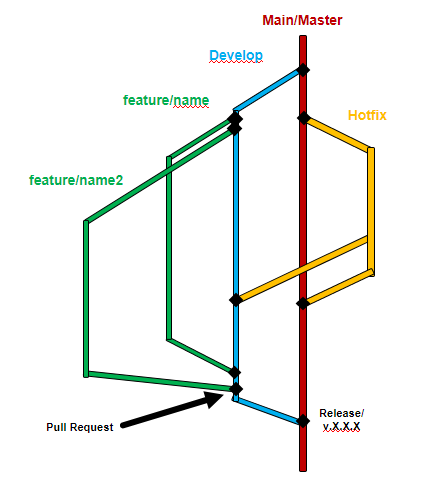 Main/Master
Develop
feature/name
Hotfix
feature/name2
Release/
v.X.X.X
Pull Request